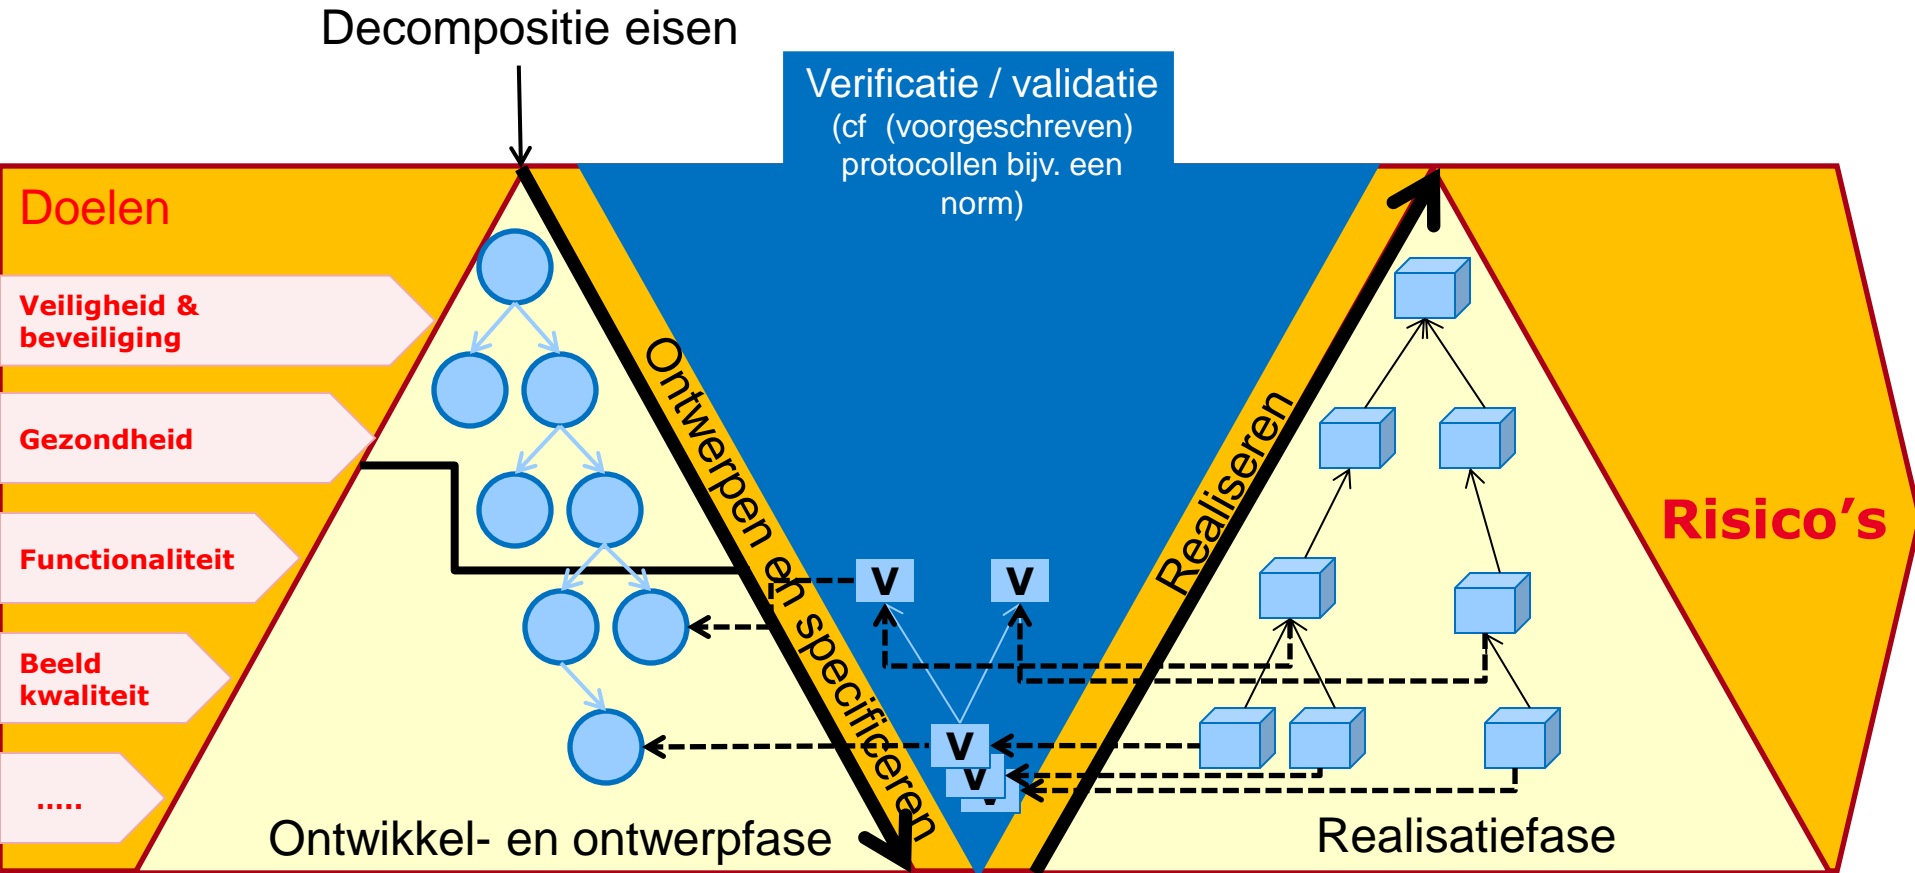 Decompositie eisen
Verificatie / validatie
(cf (voorgeschreven)
protocollen bijv. een
norm)
Doelen
Veiligheid &
beveiliging
Gezondheid
Functionaliteit
Beeld
kwaliteit
.....
Ontwerpen en specificeren
Realiseren
Risico's
V
V
V
V
V
Ontwikkel- en ontwerpfase
Realisatiefase